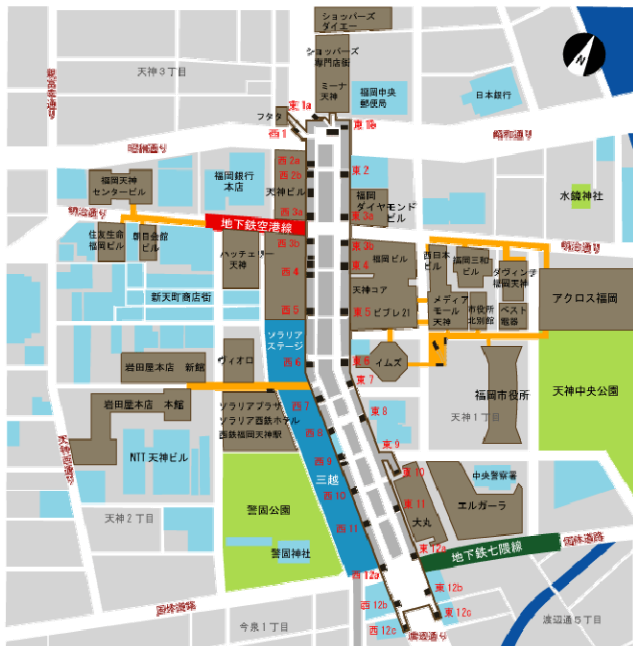 ショッパーズ
ダイエー
ショッパーズ
専門店街
ミーナ
天神
天神3丁目
親富孝通り
福岡中央
郵便局
日本銀行
N
フタタ
東1a
西1
東1b
昭和通り
昭和通り
福岡天神
センタービル
福岡銀行
本店
天神ビル
西2a
西2b
西3a
東2
福岡
ダイヤモンド
ビル
東3a
水鏡神社
明治通り
地下鉄空港線
明治通り
住友生命
福岡ビル
朝日会館
ビル
ハッチェリー
天神
西3b
西4
西5
東3b
東4
東5
福岡ビル
天神コア
ビブレ21
西日本
ビル
福岡三和
ビル
ダヴィンチ
福岡天神
メディア
モール
天神
市役所
北別館
ベスト
電器
アクロス福岡
新天町商店街
ソラリア
ステージ
西6
東6
イムズ
東7
岩田屋本店 新館
ヴィオロ
福岡市役所
天神中央公園
岩田屋本店 本館
ソラリアプラザ
ソラリア西鉄ホテル
西鉄福岡天神駅
西7
西8
東8
天神1丁目
東9
天神西通り
NTT天神ビル
西9
三越
西10
東10
中央警察署
東11
エルガーラ
大丸
警固公園
天神2丁目
西11
警固神社
東12a
地下鉄七隈線
国体道路
西12a
東12b
国体道路
西12b
東12c
今泉1丁目
西12c
渡辺通り
渡辺通5丁目